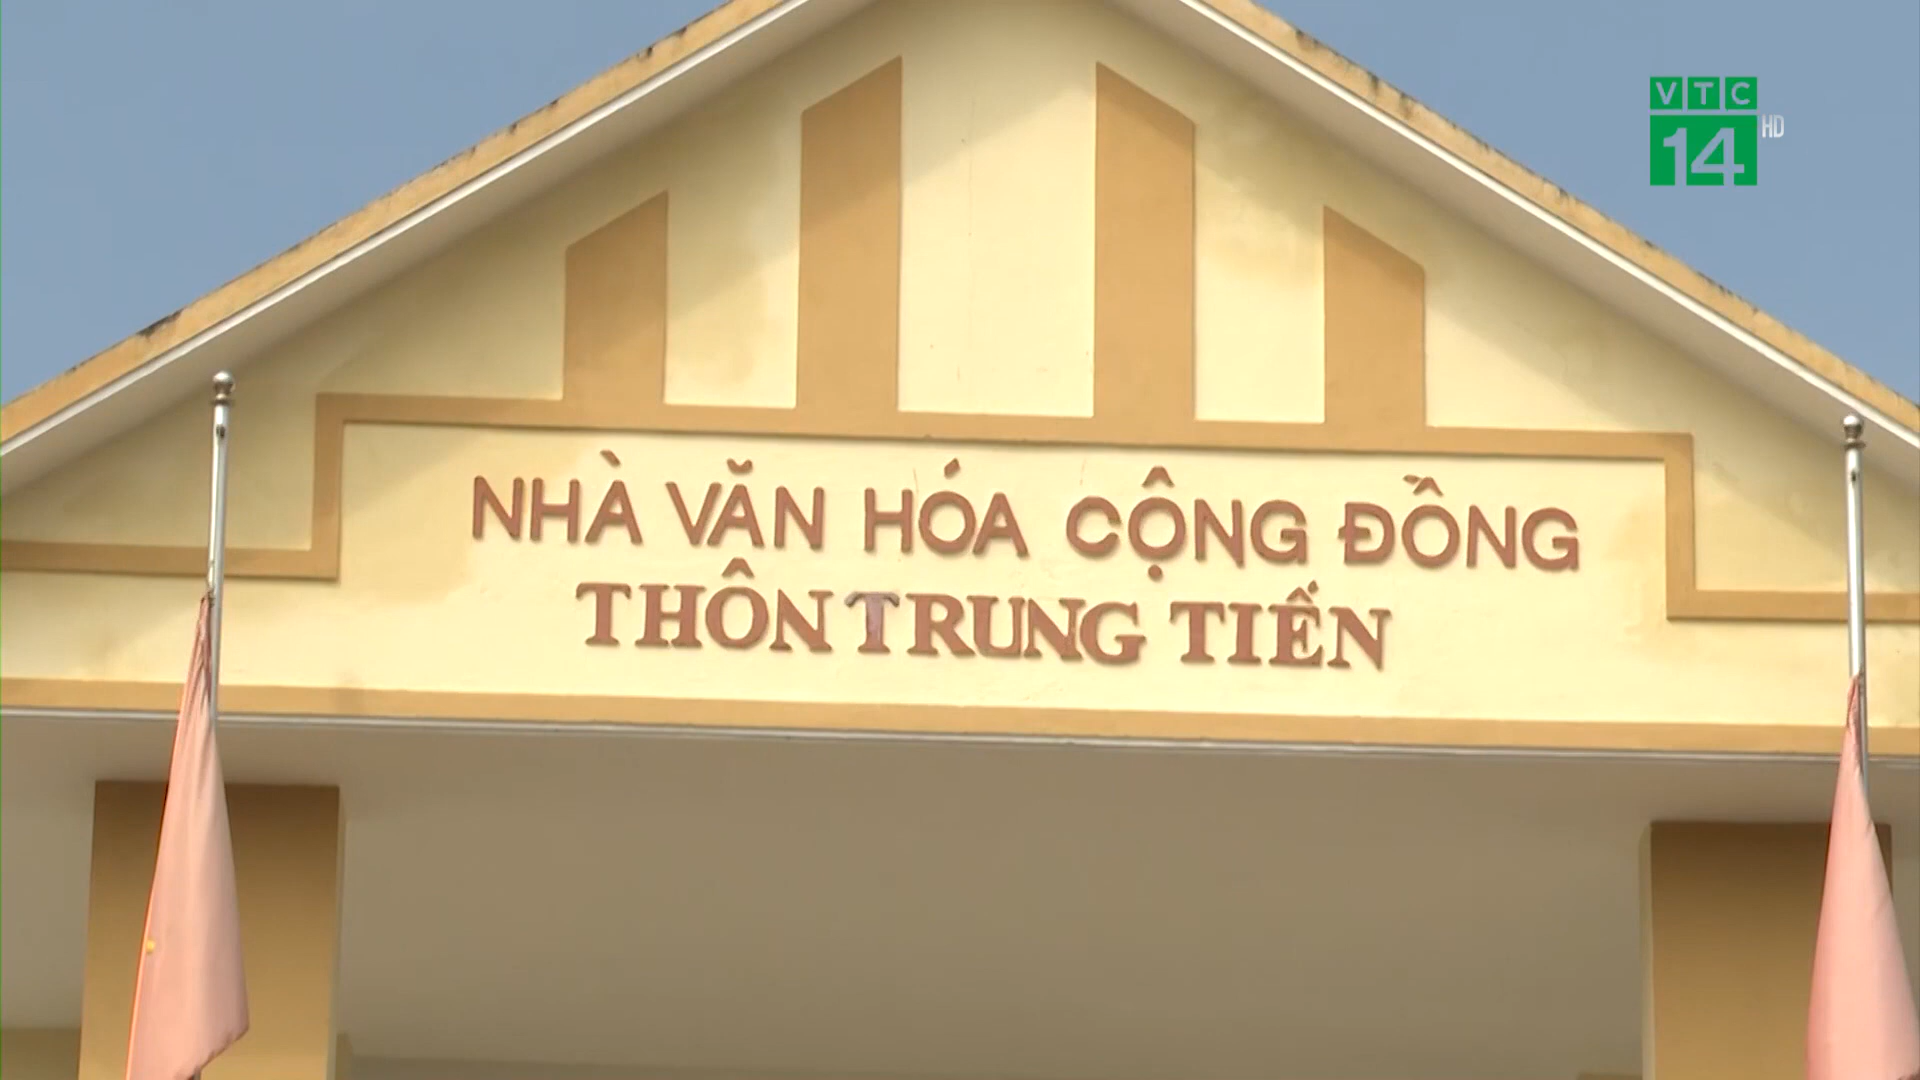 VTC
14 HD
NHÀ VĂN HÓA CỘNG ĐỒNG
THÔN TRUNG TIẾN